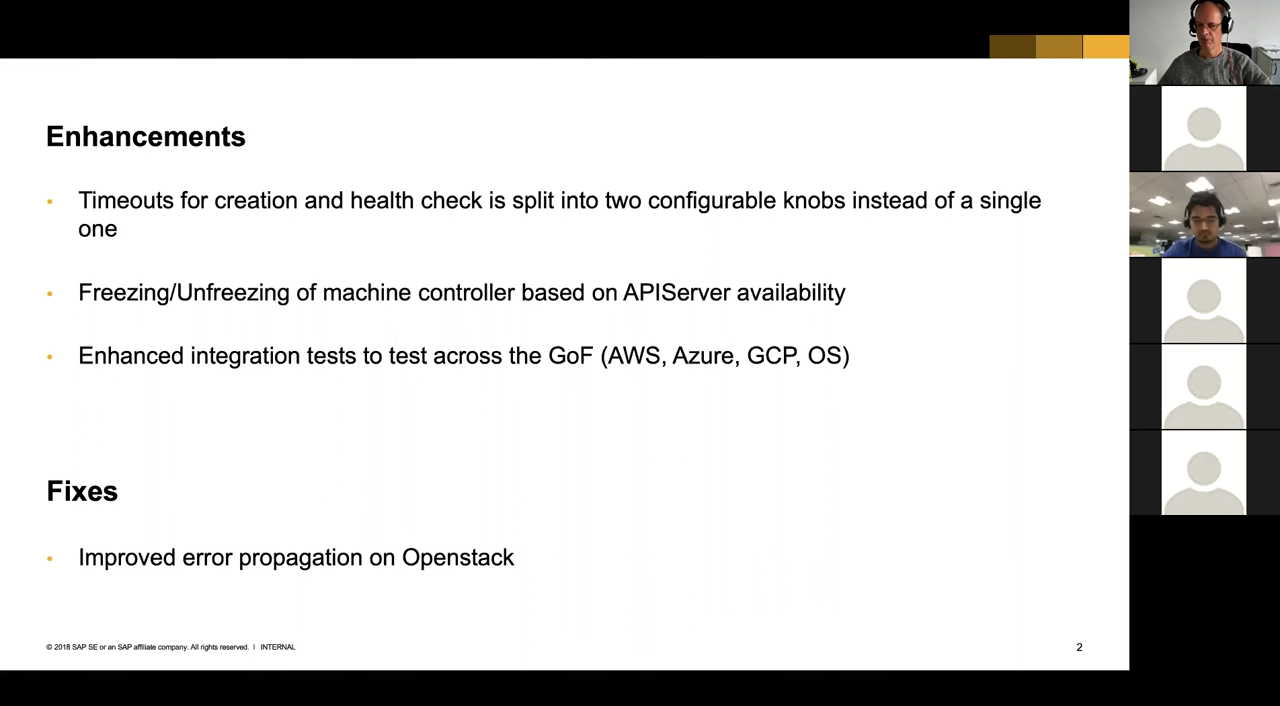 Enhancements
• Timeouts for creation and health check is split into two configurable knobs instead of a single
one
• Freezing/Unfreezing of machine controller based on APIServer availability
• Enhanced integration tests to test across the GoF (AWS, Azure, GCP, OS)
Fixes
• Improved error propagation on Openstack
© 2018 SAP SE or an SAP affiliate company. All rights reserved. | INTERNAL
2